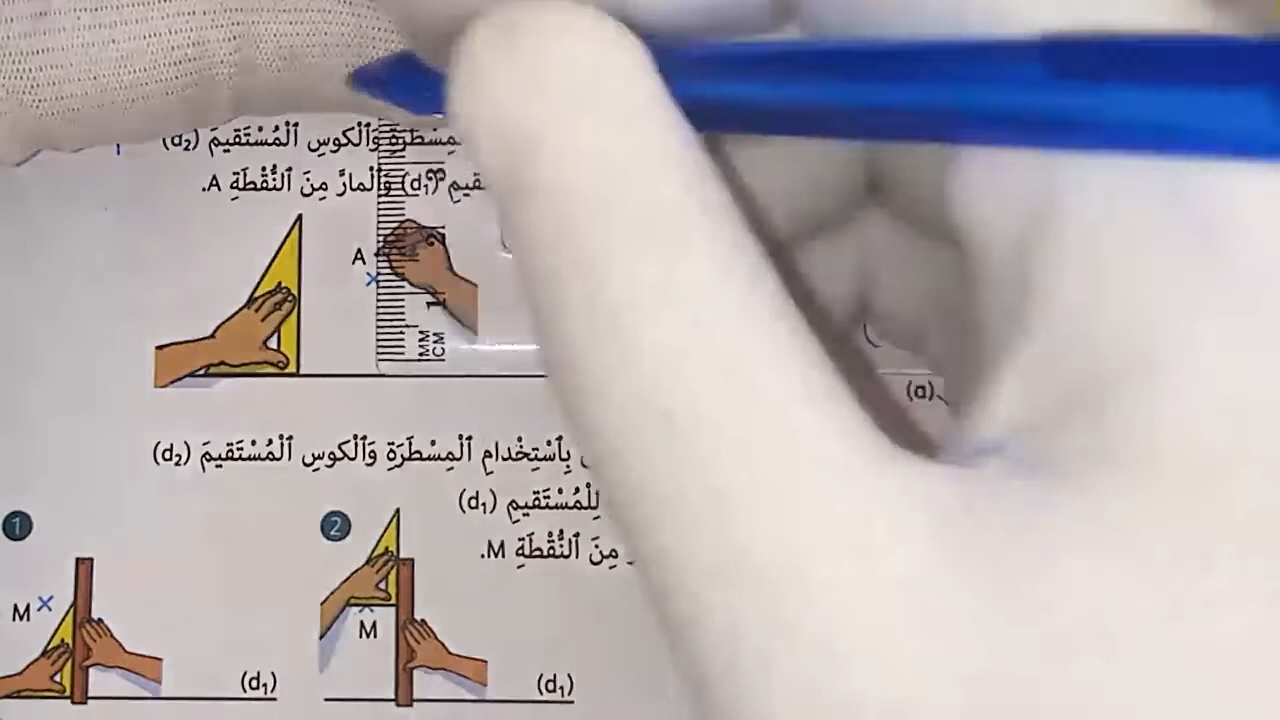 وَٱلْكوسِ ٱلْمُسْتَقيمَ (d₂)
(d₁) وَٱلْمارَّ مِنَ ٱلنُّقْطَةِ A.
A
1
MM
CM
(a)
بِٱسْتِخْدامِ ٱلْمِسْطَرَةِ وَٱلْكوسِ ٱلْمُسْتَقيمَ (d₂)
لِلْمُسْتَقيمِ (d₁)
مِنَ ٱلنُّقْطَةِ M.
1
2
M
M
(d₁)
(d₁)